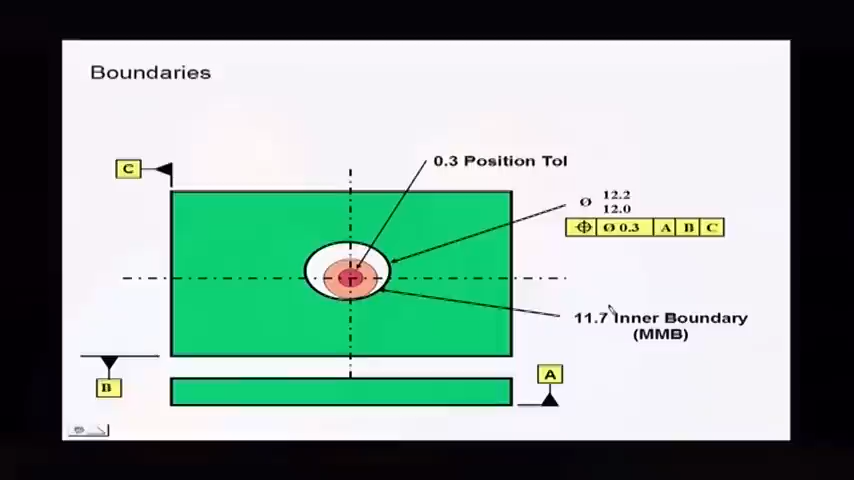 Boundaries
0.3 Position Tol
C
12.2
Ø
12.0
⌖ Ø 0.3 A B C
11.7 Inner Boundary
(MMB)
A
B